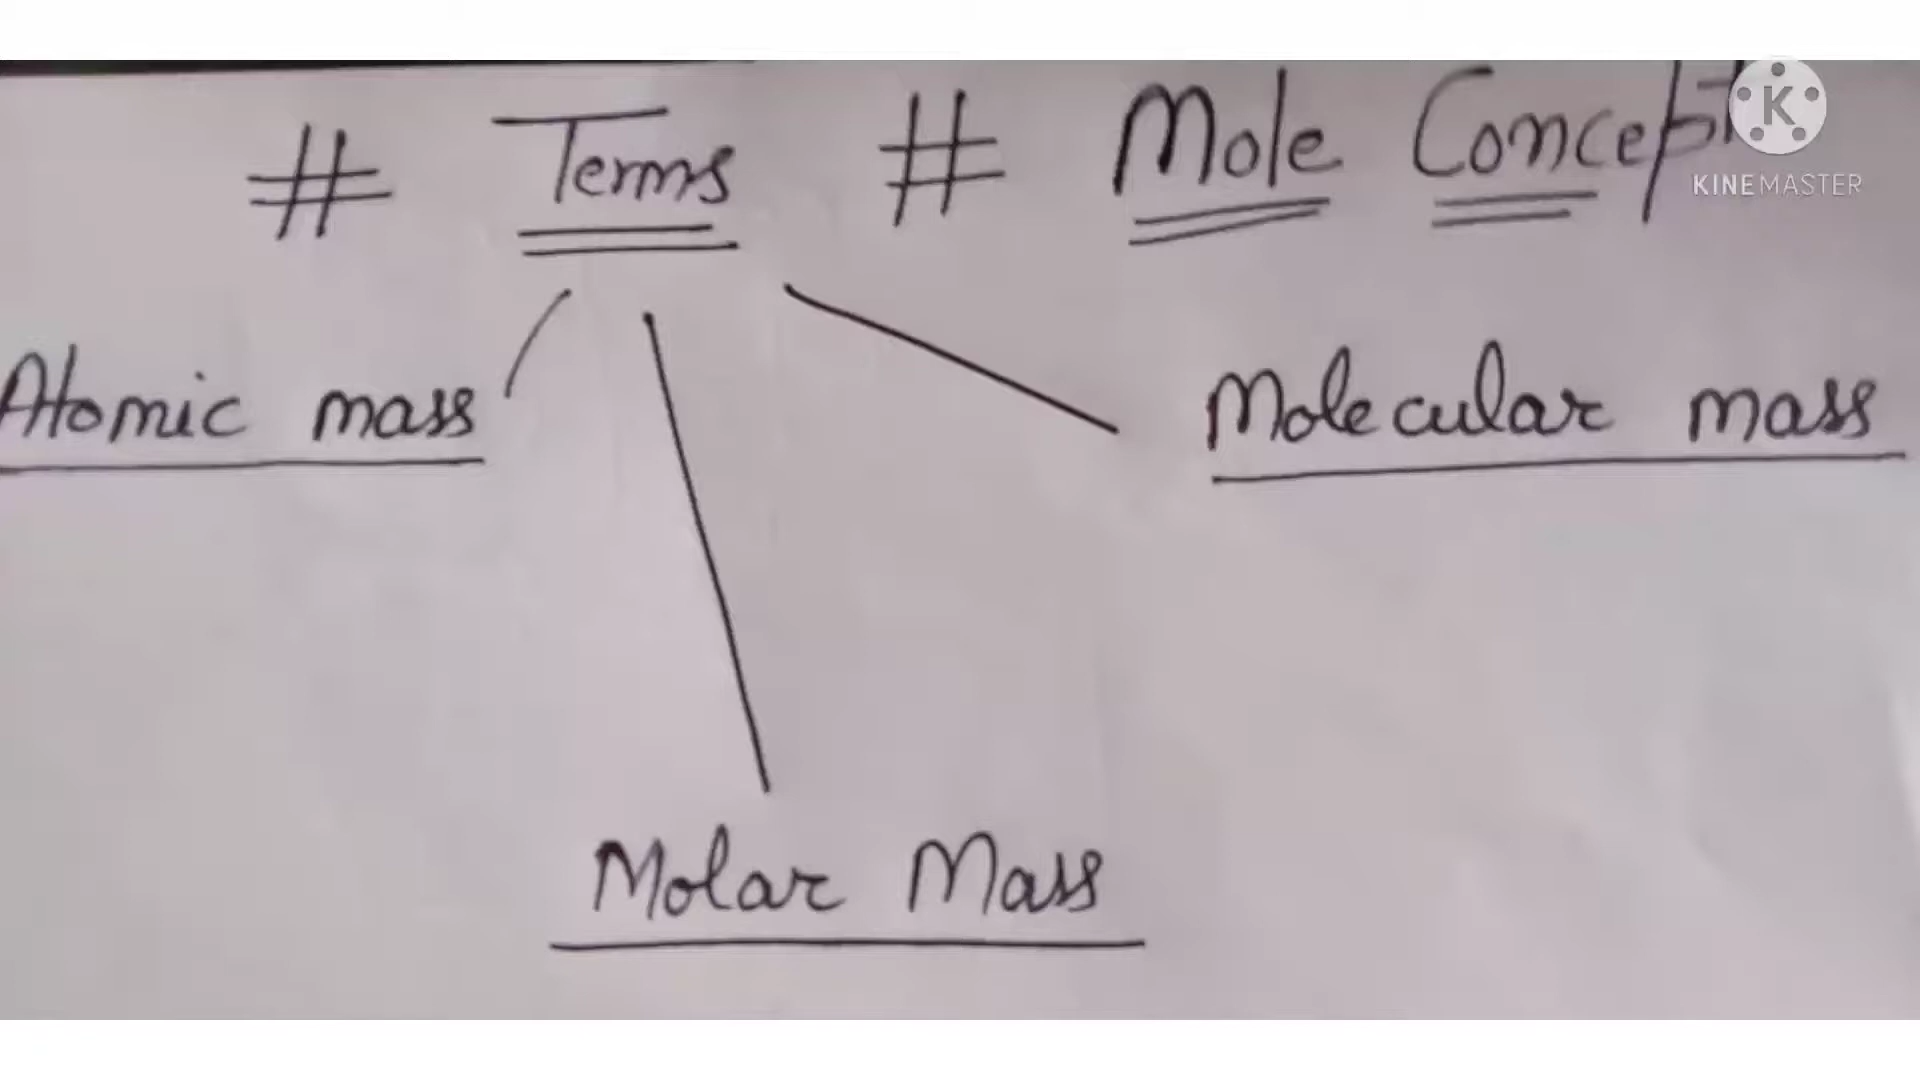 # Terms # Mole Concept
KINEMASTER
Atomic mass
Molecular mass
Molar Mass